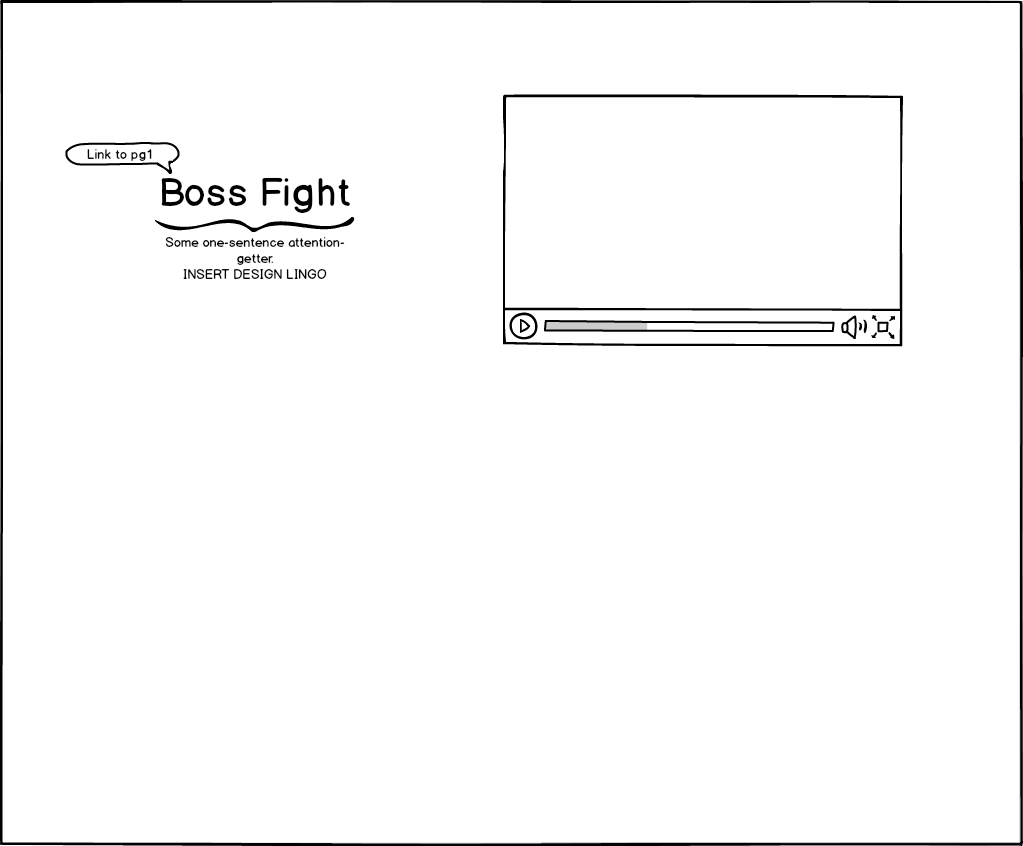 Link to pg1
Boss Fight
Some one-sentence attention-
getter.
INSERT DESIGN LINGO